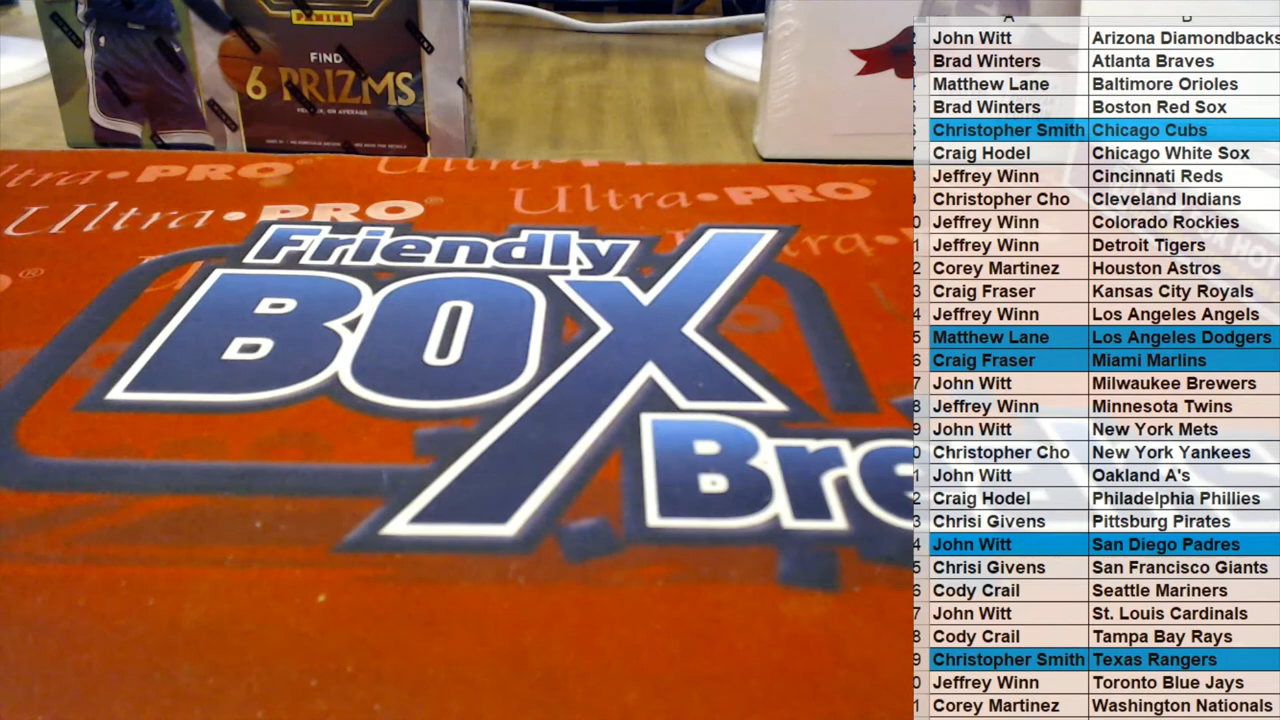 PANINI
FIND
6 PRIZMS
PER BOX, ON AVERAGE
ltra•PRO
Ultra•PRO
Ultra•PRO
Ultra•PRO
®
Friendly
BOX
Bre
A B
John Witt Arizona Diamondbacks
Brad Winters Atlanta Braves
Matthew Lane Baltimore Orioles
Brad Winters Boston Red Sox
Christopher Smith Chicago Cubs
Craig Hodel Chicago White Sox
Jeffrey Winn Cincinnati Reds
Christopher Cho Cleveland Indians
Jeffrey Winn Colorado Rockies
Jeffrey Winn Detroit Tigers
Corey Martinez Houston Astros
Craig Fraser Kansas City Royals
Jeffrey Winn Los Angeles Angels
Matthew Lane Los Angeles Dodgers
Craig Fraser Miami Marlins
John Witt Milwaukee Brewers
Jeffrey Winn Minnesota Twins
John Witt New York Mets
Christopher Cho New York Yankees
John Witt Oakland A's
Craig Hodel Philadelphia Phillies
Chrisi Givens Pittsburg Pirates
John Witt San Diego Padres
Chrisi Givens San Francisco Giants
Cody Crail Seattle Mariners
John Witt St. Louis Cardinals
Cody Crail Tampa Bay Rays
Christopher Smith Texas Rangers
Jeffrey Winn Toronto Blue Jays
Corey Martinez Washington Nationals